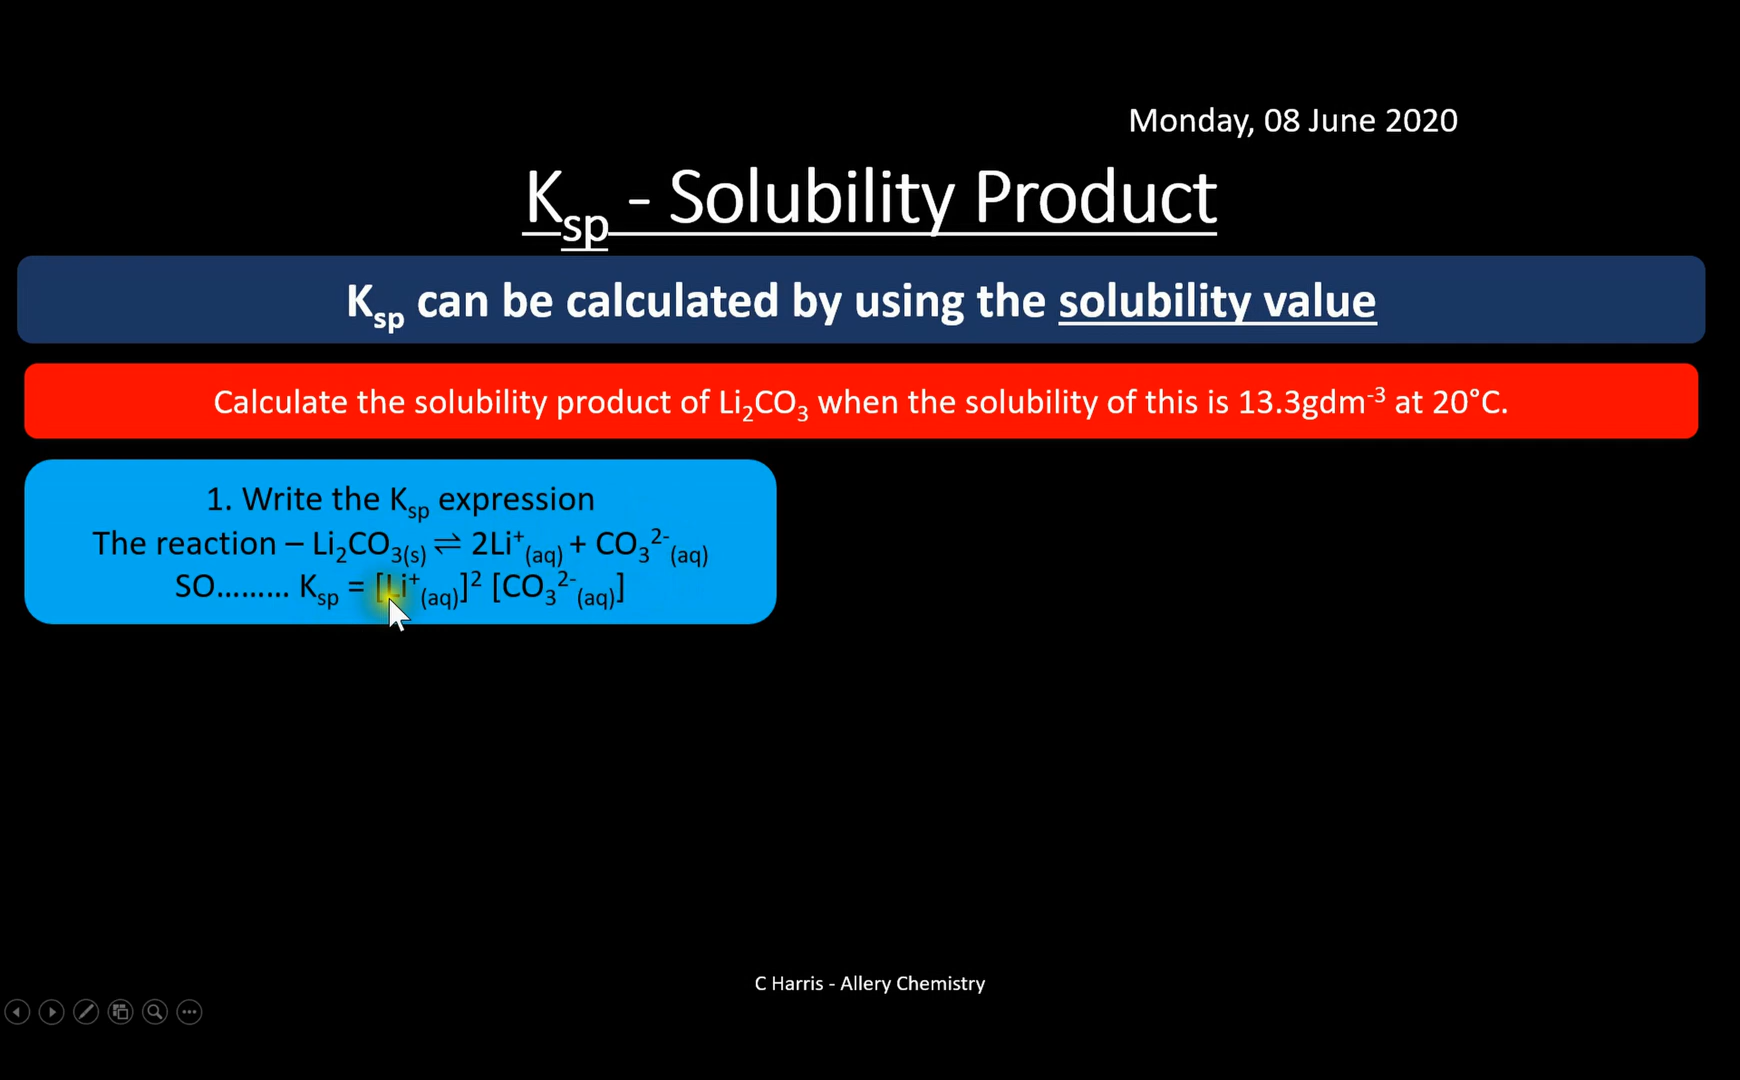 Monday, 08 June 2020
Kₛₚ - Solubility Product
Kₛₚ can be calculated by using the solubility value
Calculate the solubility product of Li₂CO₃ when the solubility of this is 13.3gdm⁻³ at 20°C.
1. Write the Kₛₚ expression
The reaction – Li₂CO₃₍ₛ₎ ⇌ 2Li⁺₍aq₎ + CO₃²⁻₍aq₎
SO……… Kₛₚ = [Li⁺₍aq₎]² [CO₃²⁻₍aq₎]
C Harris - Allery Chemistry